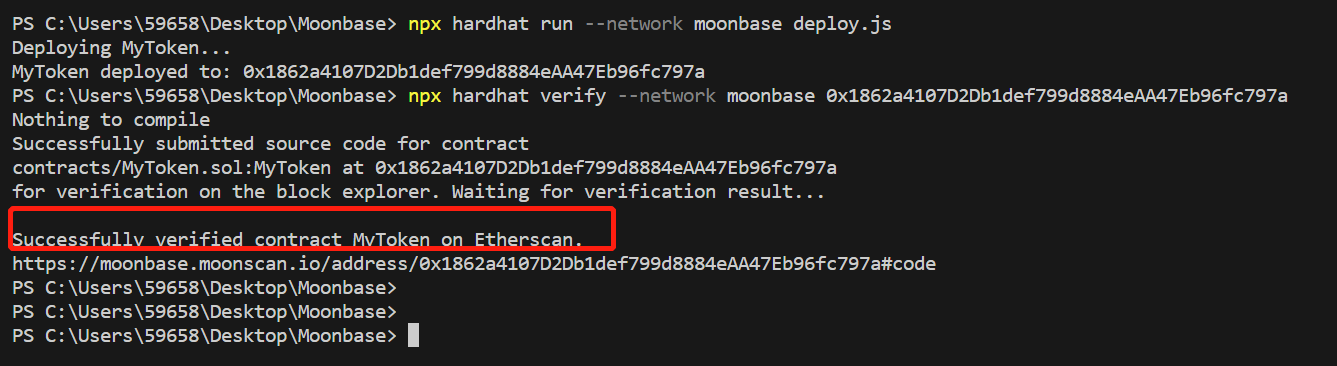 PS C:\Users\59658\Desktop\Moonbase> npx hardhat run --network moonbase deploy.js
Deploying MyToken...
MyToken deployed to: 0x1862a4107D2Db1def799d8884eAA47Eb96fc797a
PS C:\Users\59658\Desktop\Moonbase> npx hardhat verify --network moonbase 0x1862a4107D2Db1def799d8884eAA47Eb96fc797a
Nothing to compile
Successfully submitted source code for contract
contracts/MyToken.sol:MyToken at 0x1862a4107D2Db1def799d8884eAA47Eb96fc797a
for verification on the block explorer. Waiting for verification result...
Successfully verified contract MyToken on Etherscan.
https://moonbase.moonscan.io/address/0x1862a4107D2Db1def799d8884eAA47Eb96fc797a#code
PS C:\Users\59658\Desktop\Moonbase>
PS C:\Users\59658\Desktop\Moonbase>
PS C:\Users\59658\Desktop\Moonbase>